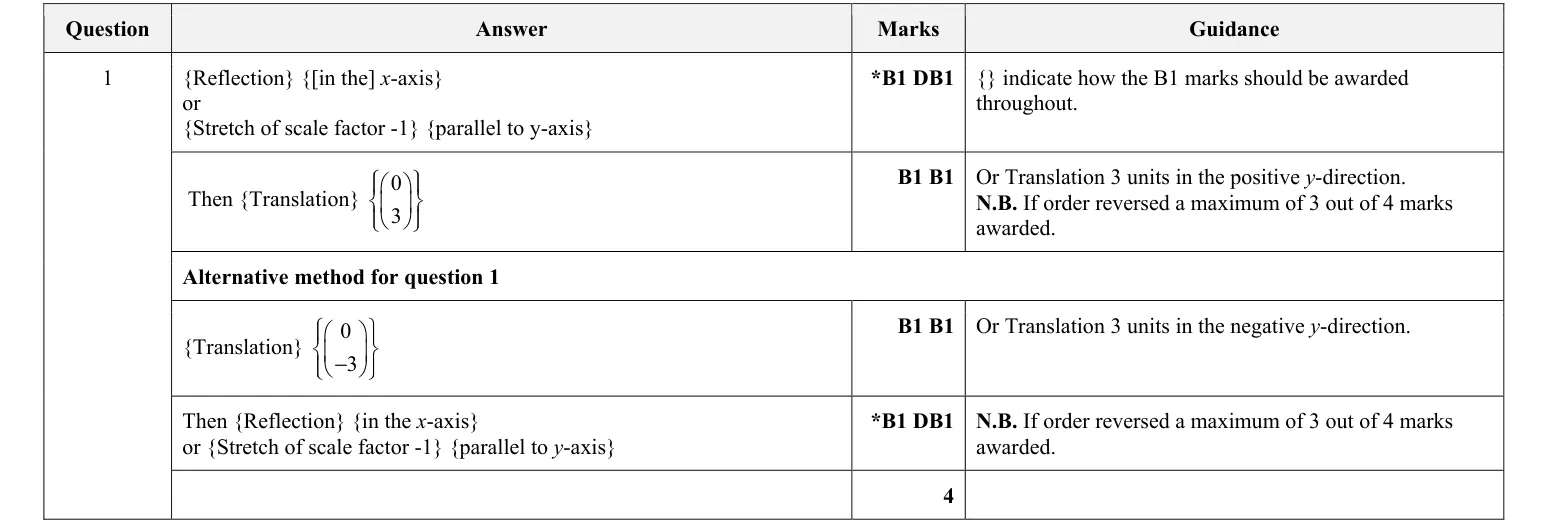 Question Answer Marks Guidance
1 {Reflection} {[in the] x-axis} *B1 DB1 {} indicate how the B1 marks should be awarded
or throughout.
{Stretch of scale factor -1} {parallel to y-axis}
Then {Translation} {(0 3)} B1 B1 Or Translation 3 units in the positive y-direction.
N.B. If order reversed a maximum of 3 out of 4 marks
awarded.
Alternative method for question 1
{Translation} {(0 −3)} B1 B1 Or Translation 3 units in the negative y-direction.
Then {Reflection} {in the x-axis} *B1 DB1 N.B. If order reversed a maximum of 3 out of 4 marks
or {Stretch of scale factor -1} {parallel to y-axis} awarded.
4